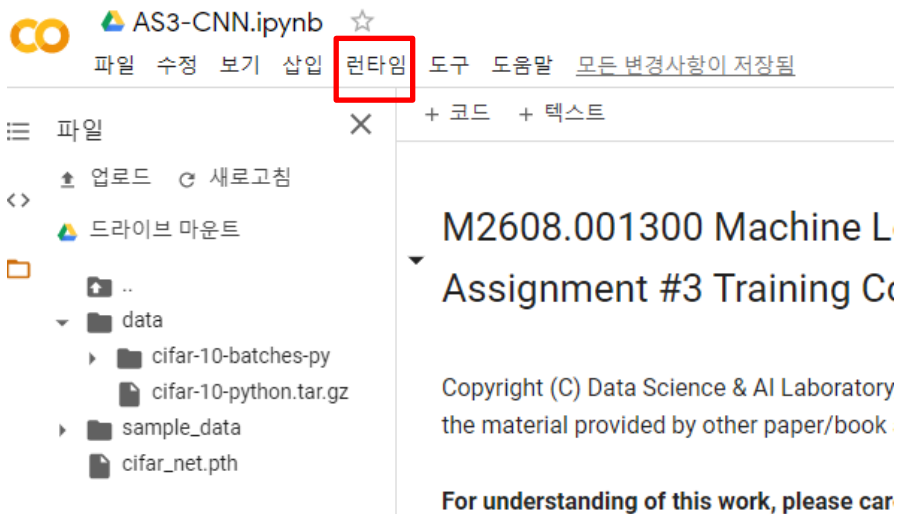 CO AS3-CNN.ipynb
파일 수정 보기 삽입 런타임 도구 도움말 모든 변경사항이 저장됨
파일
+ 코드 + 텍스트
업로드 새로고침
드라이브 마운트
..
data
cifar-10-batches-py
cifar-10-python.tar.gz
sample_data
cifar_net.pth
M2608.001300 Machine L
Assignment #3 Training Co
Copyright (C) Data Science & AI Laboratory
the material provided by other paper/book
For understanding of this work, please car